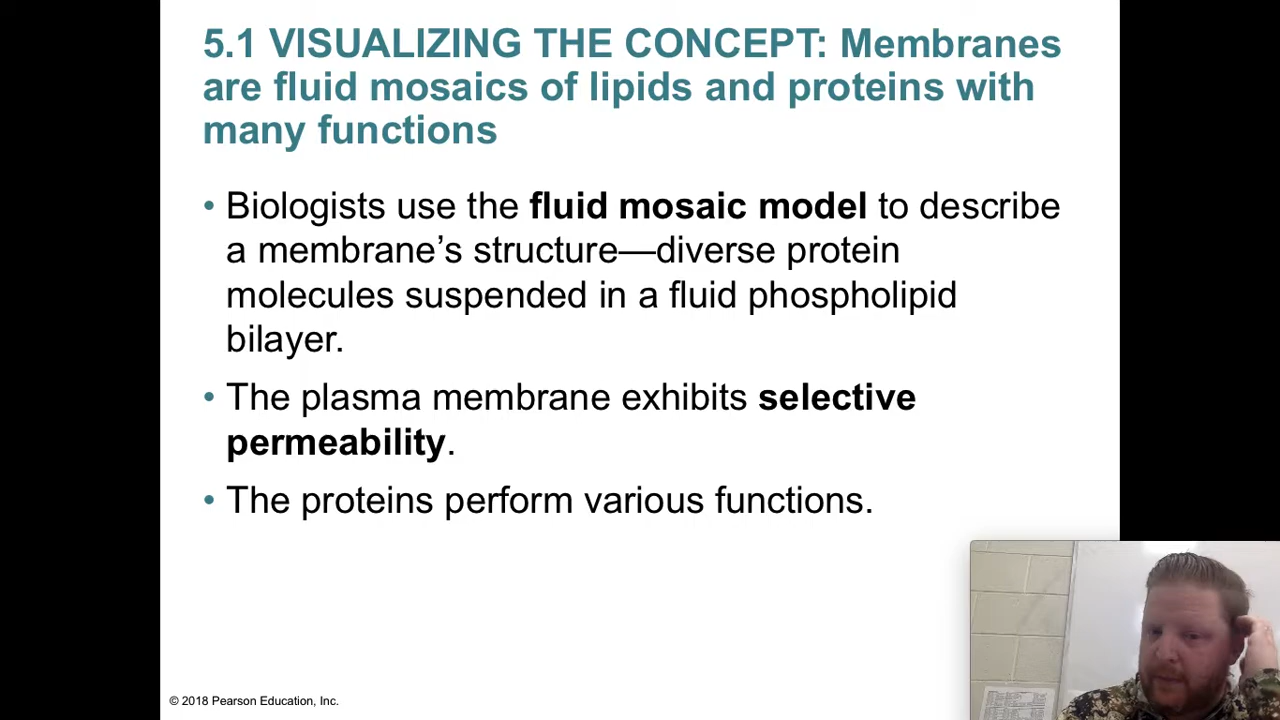 5.1 VISUALIZING THE CONCEPT: Membranes
are fluid mosaics of lipids and proteins with
many functions
• Biologists use the fluid mosaic model to describe
a membrane’s structure—diverse protein
molecules suspended in a fluid phospholipid
bilayer.
• The plasma membrane exhibits selective
permeability.
• The proteins perform various functions.
© 2018 Pearson Education, Inc.